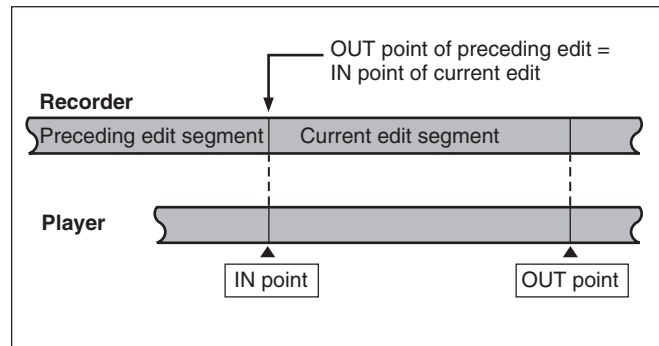 OUT point of preceding edit =
IN point of current edit
Recorder
Preceding edit segment
Current edit segment
Player
IN point
OUT point